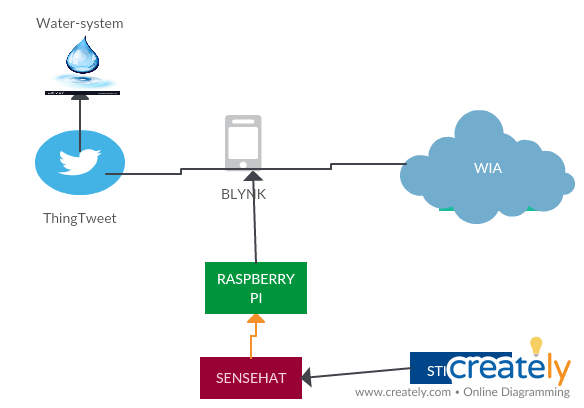 Water-system
WIA
BLYNK
ThingTweet
RASPBERRY
PI
SENSEHAT
creately
www.creately.com • Online Diagramming